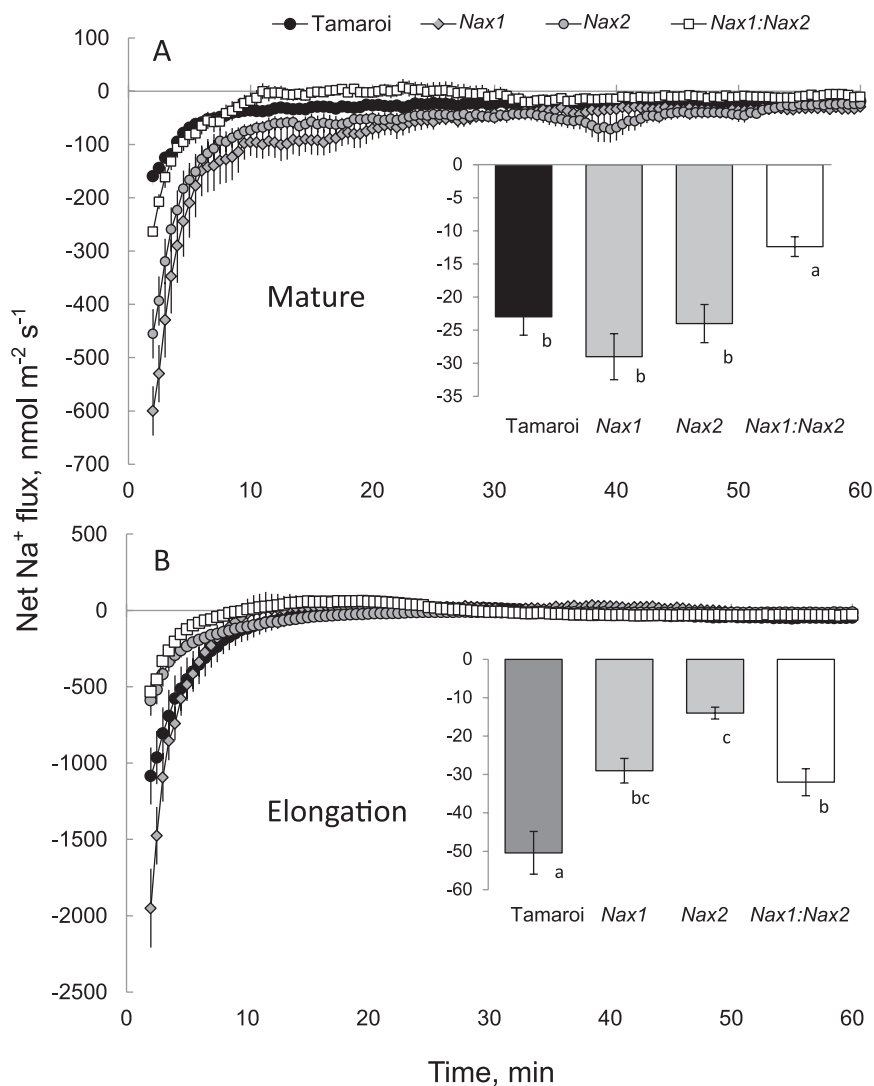 Tamaroi Nax1 Nax2 Nax1:Nax2
A
100
0
-100
-200
-300
-400
-500
-600
-700
0 10 20 30 40 50 60
Mature
0
-5
-10
-15
-20
-25
-30
-35
b b b a
Tamaroi Nax1 Nax2 Nax1:Nax2
Net Na⁺ flux, nmol m⁻² s⁻¹
B
500
0
-500
-1000
-1500
-2000
-2500
0 10 20 30 40 50 60
Elongation
0
-10
-20
-30
-40
-50
-60
a bc c b
Tamaroi Nax1 Nax2 Nax1:Nax2
Time, min